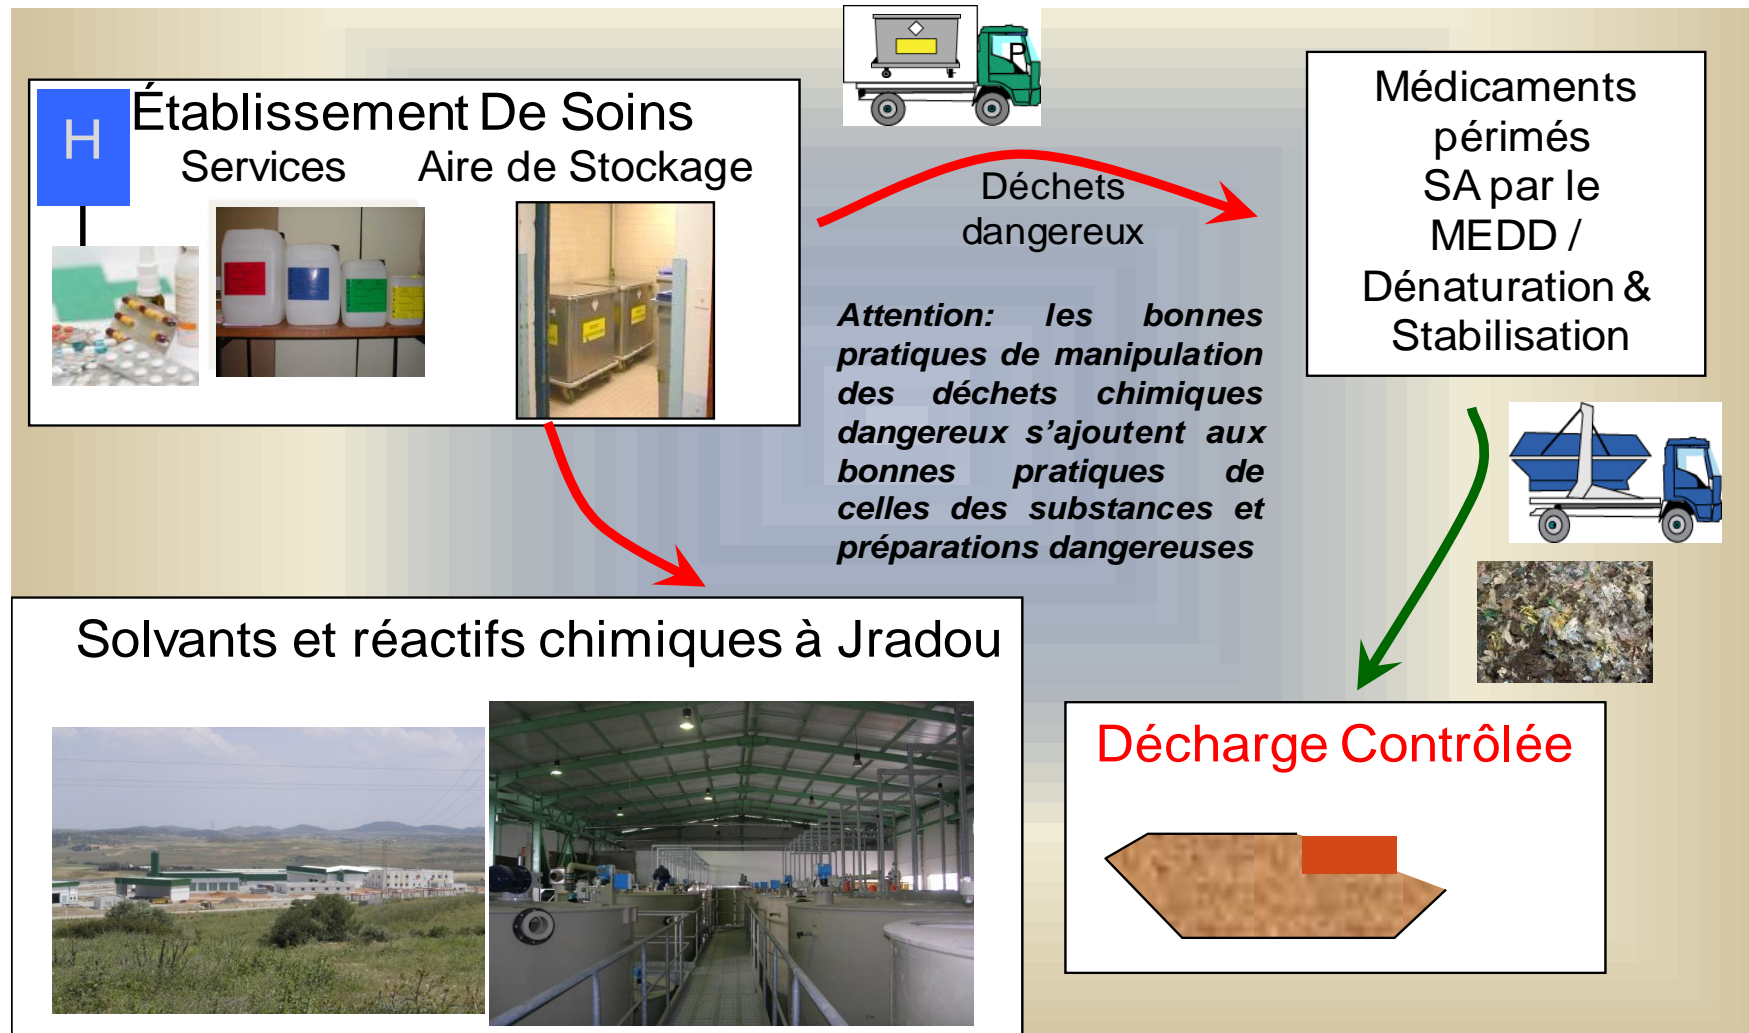 H
Établissement De Soins
Services
Aire de Stockage
P
Déchets
dangereux
Médicaments
périmés
SA par le
MEDD /
Dénaturation &
Stabilisation
Attention: les bonnes
pratiques de manipulation
des déchets chimiques
dangereux s’ajoutent aux
bonnes pratiques de
celles des substances et
préparations dangereuses
Solvants et réactifs chimiques à Jradou
Décharge Contrôlée